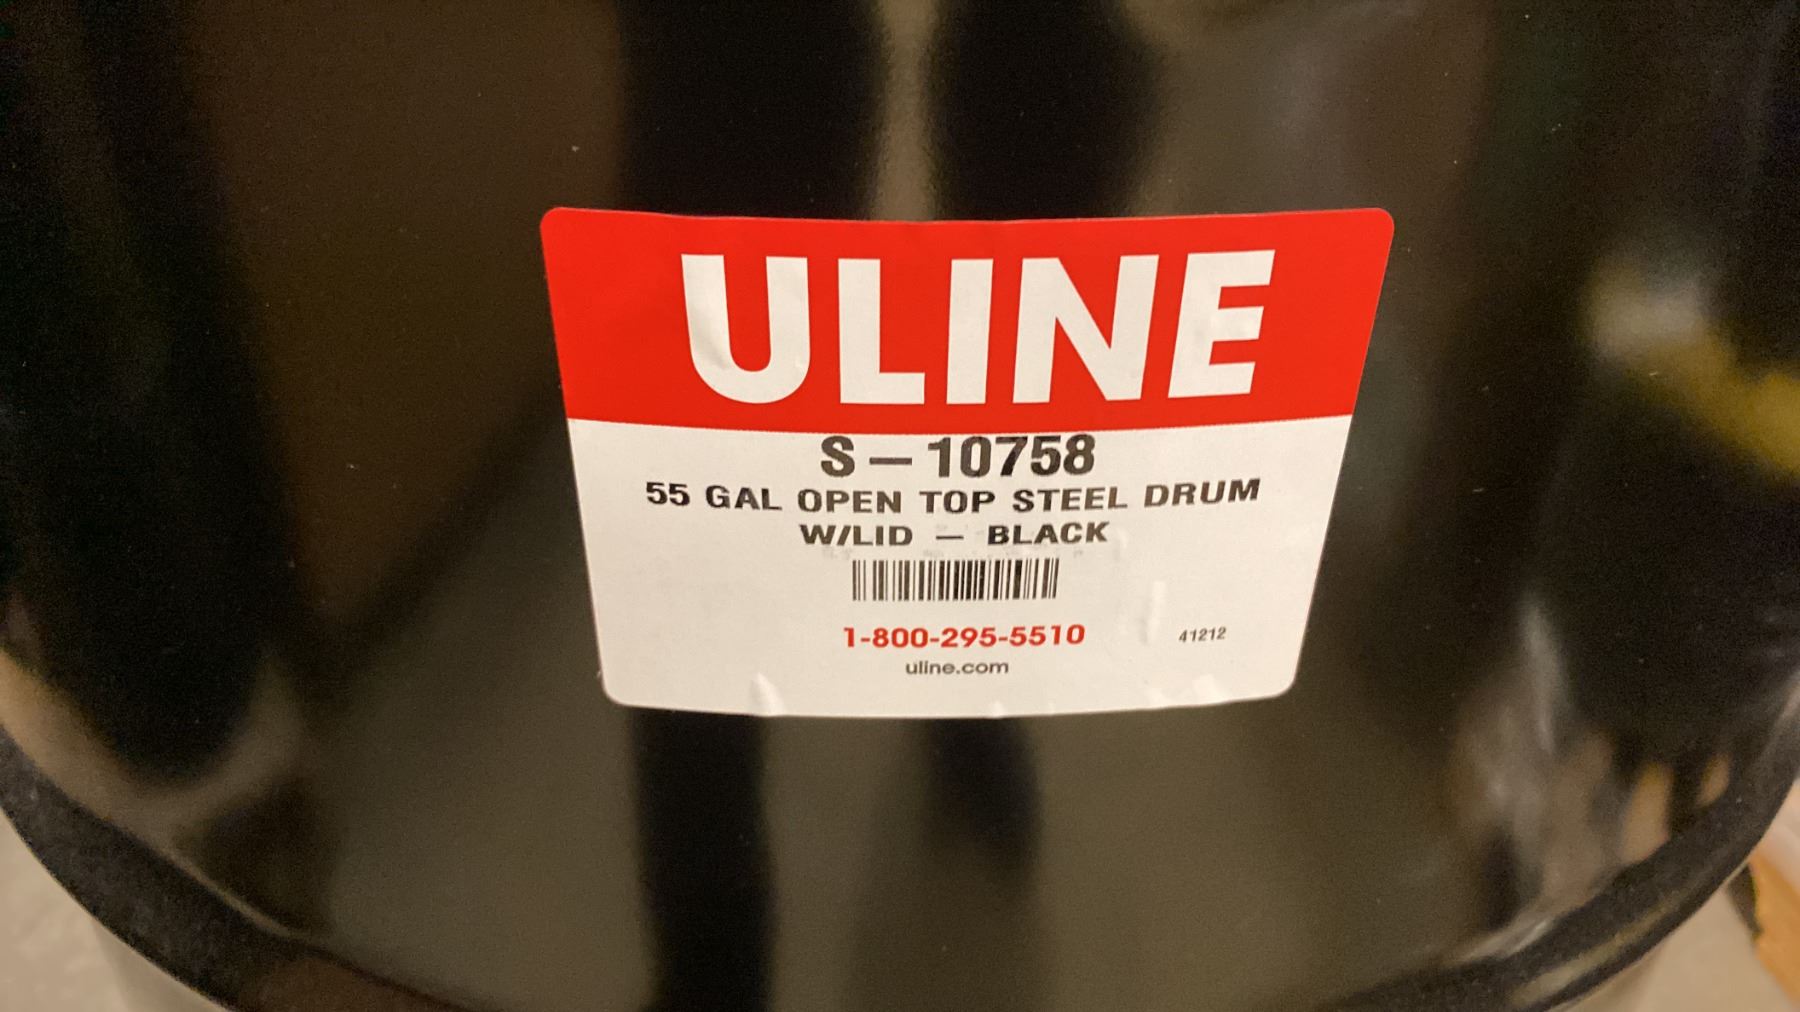 ULINE
S-10758
55 GAL OPEN TOP STEEL DRUM
W/LID - BLACK
1-800-295-5510 41212
uline.com